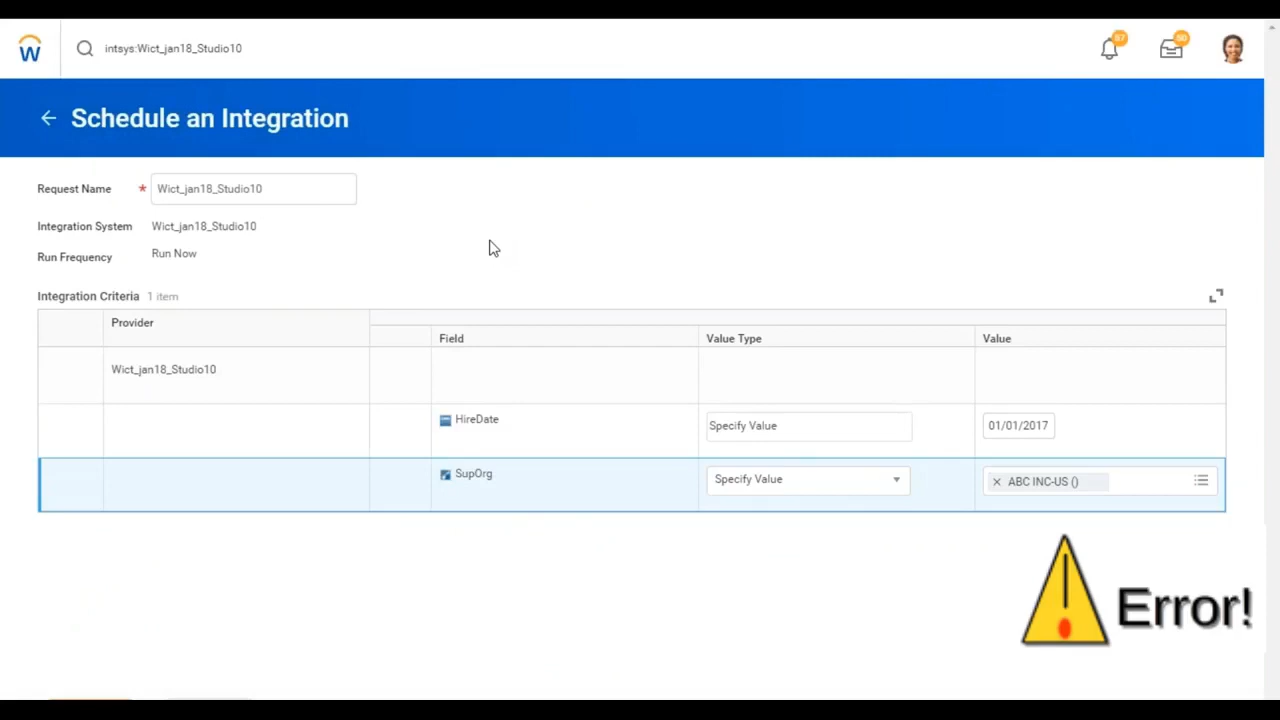 intsys:Wict_jan18_Studio10
87
50
Schedule an Integration
Request Name * Wict_jan18_Studio10
Integration System Wict_jan18_Studio10
Run Frequency Run Now
Integration Criteria 1 item
Provider
Field Value Type Value
Wict_jan18_Studio10
HireDate Specify Value 01/01/2017
SupOrg Specify Value × ABC INC-US ()
Error!